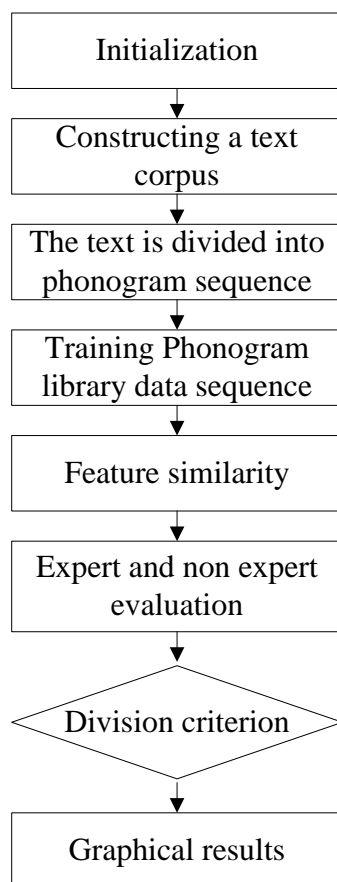 Initialization
Constructing a text
corpus
The text is divided into
phonogram sequence
Training Phonogram
library data sequence
Feature similarity
Expert and non expert
evaluation
Division criterion
Graphical results